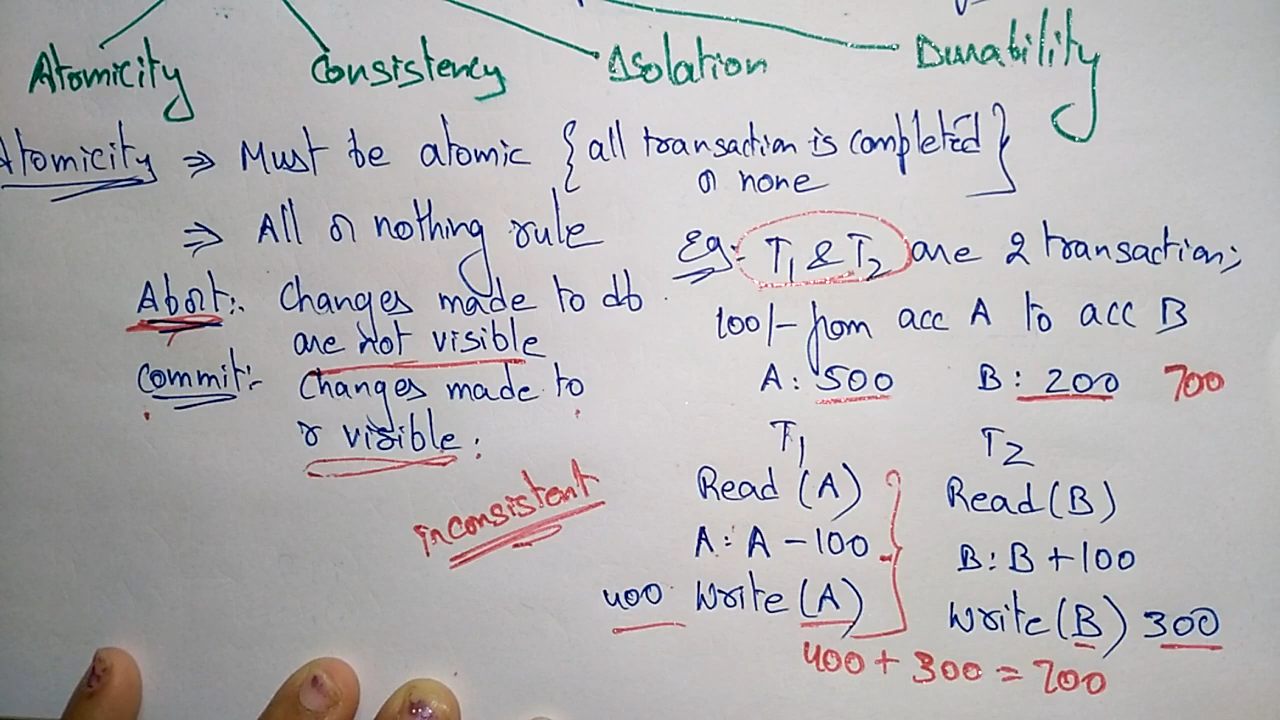 Atomicity Consistency Isolation Durability
Atomicity ⇒ Must be atomic {all transaction is completed}
or none
⇒ All or nothing rule
Eg:- T1 & T2 are 2 transaction;
Abort:- Changes made to db
are not visible
100/- from acc A to acc B
Commit:- Changes made to
r visible:
A: 500 B: 200 700
T1 T2
inconsistent
Read (A) Read(B)
A: A - 100 B: B + 100
400 Write (A) Write(B) 300
400 + 300 = 700